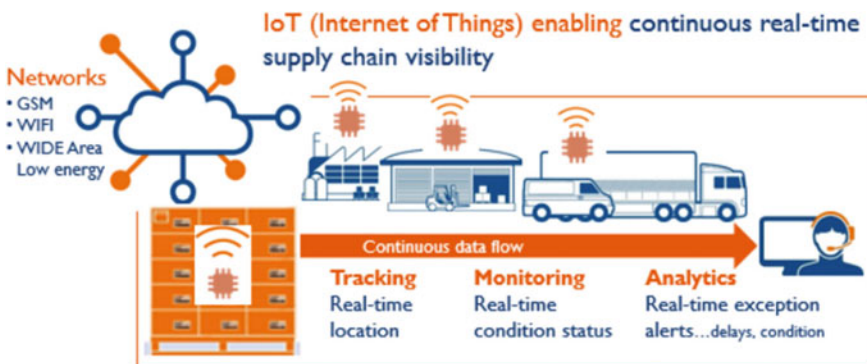 IoT (Internet of Things) enabling continuous real-time
supply chain visibility
Networks
• GSM
• WIFI
• WIDE Area
Low energy
Continuous data flow
Tracking
Real-time
location
Monitoring
Real-time
condition status
Analytics
Real-time exception
alerts...delays, condition